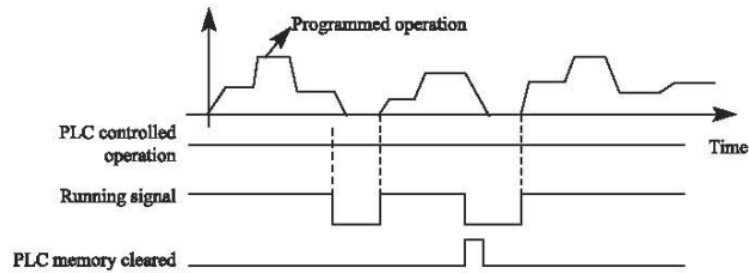 Programmed operation
PLC controlled
operation
Time
Running signal
PLC memory cleared